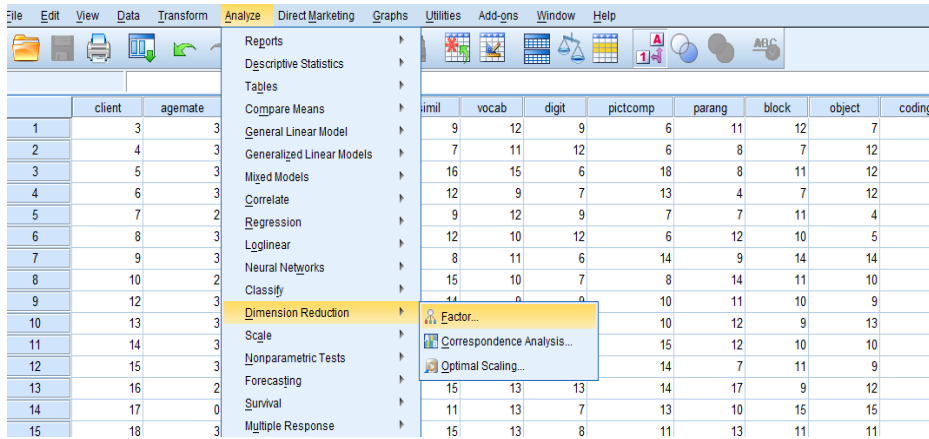 File Edit View Data Transform Analyze Direct Marketing Graphs Utilities Add-ons Window Help
Reports
Descriptive Statistics
Tables
Compare Means
General Linear Model
Generalized Linear Models
Mixed Models
Correlate
Regression
Loglinear
Neural Networks
Classify
Dimension Reduction
Scale
Nonparametric Tests
Forecasting
Survival
Multiple Response
Factor...
Correspondence Analysis...
Optimal Scaling...
client agemate simil vocab digit pictcomp parang block object coding
1 3 3 9 12 9 6 11 12 7
2 4 3 7 11 12 6 8 7 12
3 5 3 16 15 6 18 8 11 12
4 6 3 12 9 7 13 4 7 12
5 7 2 9 12 9 7 7 11 4
6 8 3 12 10 12 6 12 10 5
7 9 3 8 11 6 14 9 14 14
8 10 2 15 10 7 8 14 11 10
9 12 3 10 11 10 9
10 13 3 10 12 9 13
11 14 3 15 12 10 10
12 15 3 14 7 11 9
13 16 2 15 13 13 14 17 9 12
14 17 0 11 13 7 13 10 15 15
15 18 3 15 13 8 11 13 11 11